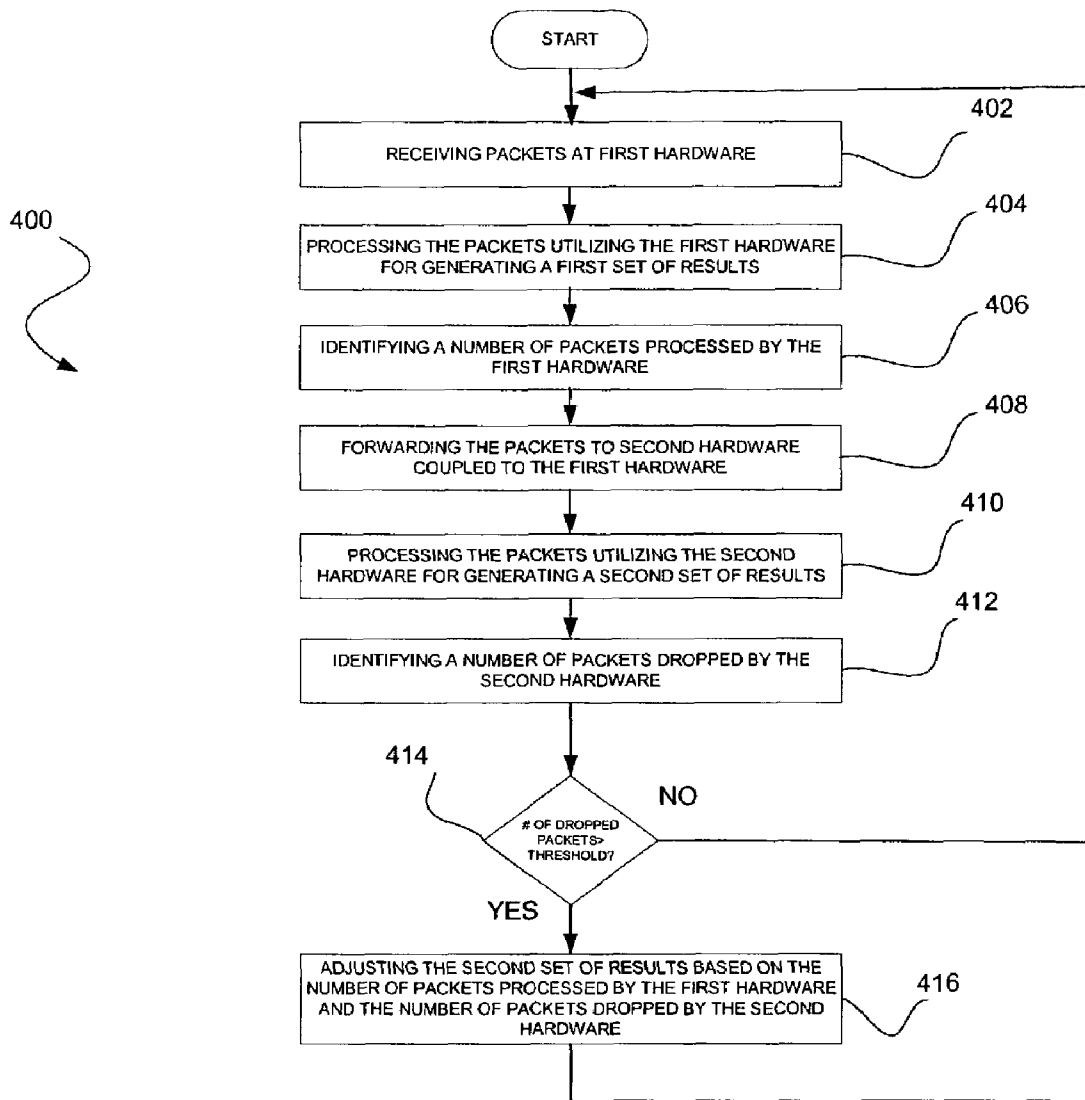 START
402
RECEIVING PACKETS AT FIRST HARDWARE
404
400
PROCESSING THE PACKETS UTILIZING THE FIRST HARDWARE
FOR GENERATING A FIRST SET OF RESULTS
406
IDENTIFYING A NUMBER OF PACKETS PROCESSED BY THE
FIRST HARDWARE
408
FORWARDING THE PACKETS TO SECOND HARDWARE
COUPLED TO THE FIRST HARDWARE
410
PROCESSING THE PACKETS UTILIZING THE SECOND
HARDWARE FOR GENERATING A SECOND SET OF RESULTS
412
IDENTIFYING A NUMBER OF PACKETS DROPPED BY THE
SECOND HARDWARE
414
NO
# OF DROPPED
PACKETS>
THRESHOLD?
YES
ADJUSTING THE SECOND SET OF RESULTS BASED ON THE
NUMBER OF PACKETS PROCESSED BY THE FIRST HARDWARE
AND THE NUMBER OF PACKETS DROPPED BY THE SECOND
HARDWARE
416